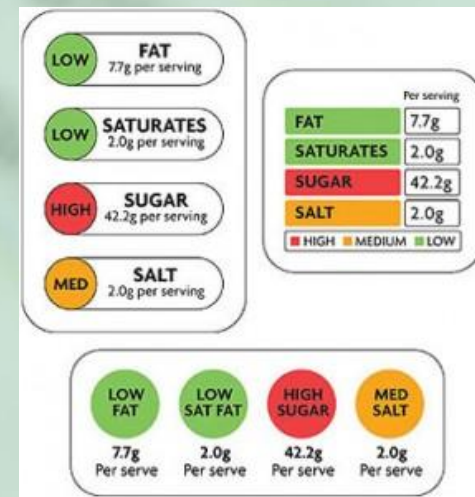 LOW
FAT
7.7g per serving
LOW
SATURATES
2.0g per serving
HIGH
SUGAR
42.2g per serving
MED
SALT
2.0g per serving
Per serving
FAT 7.7g
SATURATES 2.0g
SUGAR 42.2g
SALT 2.0g
HIGH MEDIUM LOW
LOW FAT
7.7g
Per serve
LOW SAT FAT
2.0g
Per serve
HIGH SUGAR
42.2g
Per serve
MED SALT
2.0g
Per serve